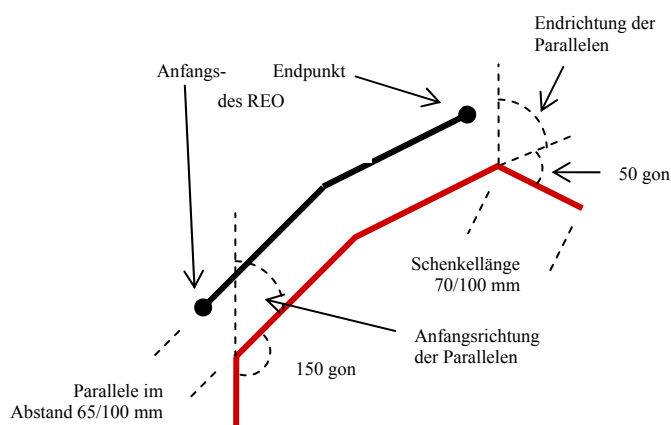 Endrichtung der
Parallelen
Anfangs-
Endpunkt
des REO
50 gon
Schenkellänge
70/100 mm
Anfangsrichtung
der Parallelen
150 gon
Parallele im
Abstand 65/100 mm